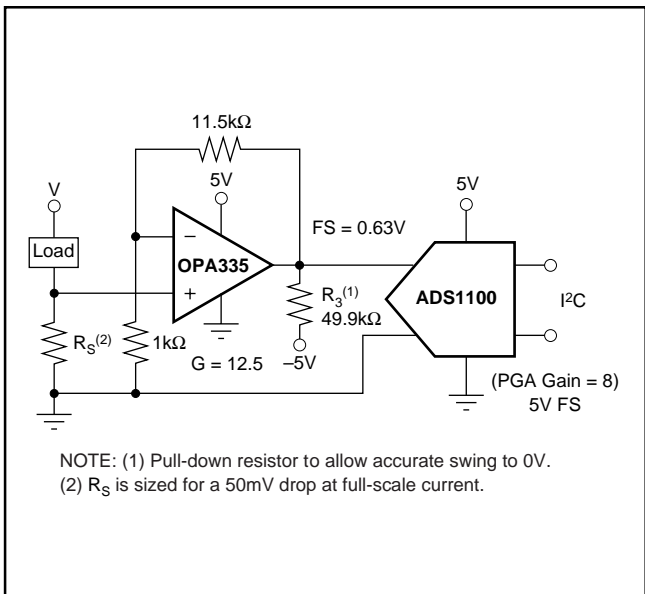 11.5kΩ
V
5V
5V
FS = 0.63V
Load
−
OPA335
+
R3(1)
49.9kΩ
ADS1100
I2C
RS(2)
1kΩ
G = 12.5
–5V
(PGA Gain = 8)
5V FS
NOTE: (1) Pull-down resistor to allow accurate swing to 0V.
(2) RS is sized for a 50mV drop at full-scale current.